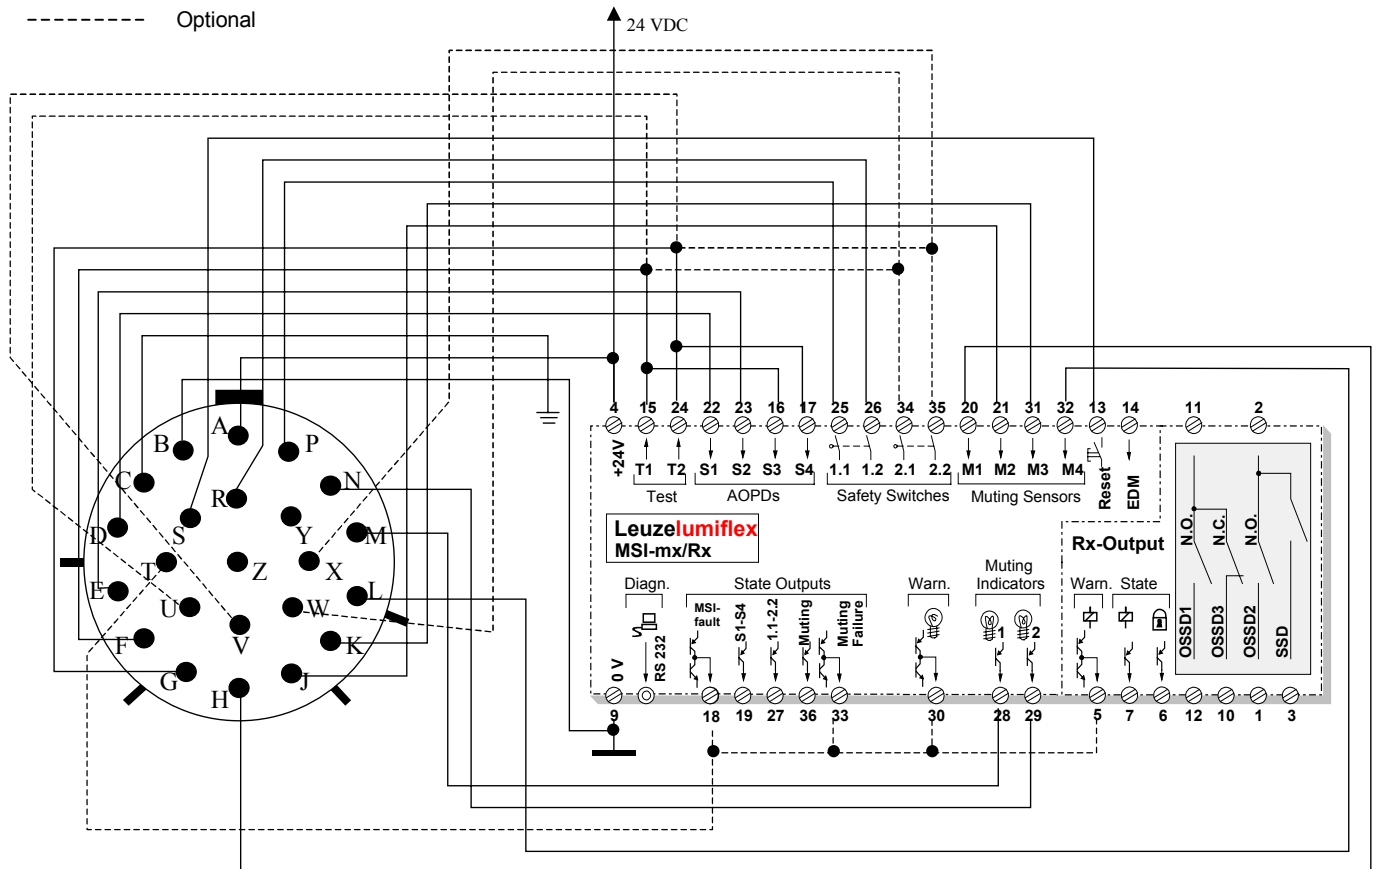 Optional
24 VDC
4 15 24 22 23 16 17 25 26 34 35 20 21 31 32 13 14 11 2
+24V T1 T2 S1 S2 S3 S4 1.1 1.2 2.1 2.2 M1 M2 M3 M4 Reset EDM
Test AOPDs Safety Switches Muting Sensors
A
B P
C N
R
D S Y M
T Z X
E U W L
V
F K
G J
H
Leuzelumiflex
MSI-mx/Rx
Rx-Output
N.O. N.C. N.O.
OSSD1 OSSD3 OSSD2 SSD
Diagn. State Outputs Warn. Muting
Indicators
Warn. State
MSI-
fault
S1-S4
1.1-2.2
Muting
Muting
Failure
1 2
0 V
RS 232
9 18 19 27 36 33 30 28 29 5 7 6 12 10 1 3